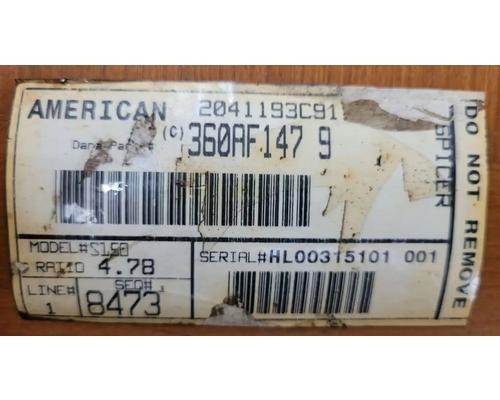 AMERICAN 2041193C91
Dana Part # (C) 360AF147 9
MODEL# S150
RATIO 4.78
SERIAL# HL00315101 001
LINE# SEQ#
1 8473
SPICER
DO NOT REMOVE